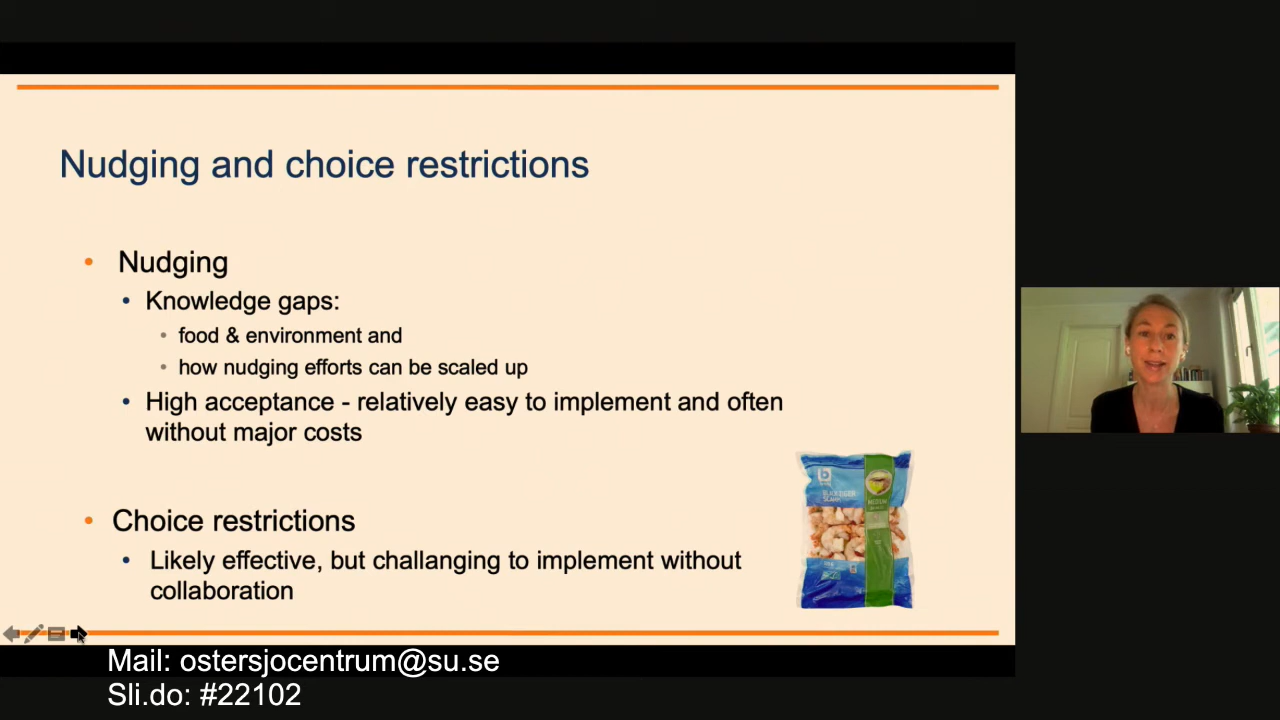 Nudging and choice restrictions
• Nudging
• Knowledge gaps:
• food & environment and
• how nudging efforts can be scaled up
• High acceptance - relatively easy to implement and often
without major costs
• Choice restrictions
• Likely effective, but challanging to implement without
collaboration
Mail: ostersjocentrum@su.se
Sli.do: #22102